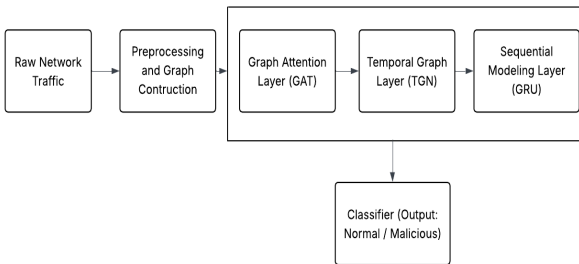 Raw Network
Traffic
Preprocessing
and Graph
Contruction
Graph Attention
Layer (GAT)
Temporal Graph
Layer (TGN)
Sequential
Modeling Layer
(GRU)
Classifier (Output:
Normal / Malicious)